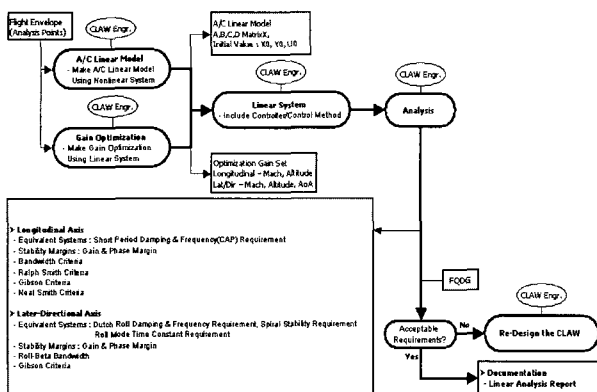 Flight Envelope
(Analysis Points)
CLAW Engr.
A/C Linear Model
- Make A/C Linear Model
Using Nonlinear System
CLAW Engr.
Gain Optimization
- Make Gain Optimization
Using Linear System
A/C Linear Model
A,B,C,D MatrixX,
Initial Value : X0, Y0, U0
CLAW Engr.
Linear System
- Include Controller/Control Method
Optimization Gain Set
Longitudinal - Mach, Altitude
Lat/Dir - Mach, Altitude, AoA
CLAW Engr.
Analysis
> Longitudinal Axis
- Equivalent Systems : Short Period Damping & Frequency(CAP) Requirement
- Stability Margins : Gain & Phase Margin
- Bandwidth Criteria
- Ralph Smith Criteria
- Gibson Criteria
- Neal Smith Criteria
> Later-Directional Axis
- Equivalent Systems : Dutch Roll Damping & Frequency Requirement, Spiral Stability Requirement
Roll Mode Time Constant Requirement
- Stability Margins : Gain & Phase Margin
- Roll-Beta Bandwidth
- Gibson Criteria
FQDG
Acceptable
Requirements?
No
Yes
CLAW Engr.
Re-Design the CLAW
> Documentation
- Linear Analysis Report